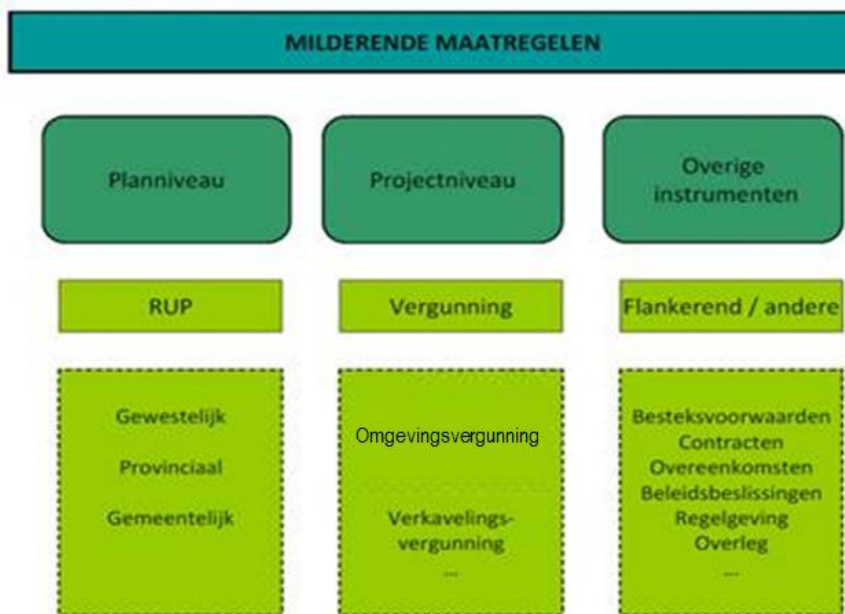 MILDERENDE MAATREGELEN
Planniveau
Projectniveau
Overige
instrumenten
RUP
Vergunning
Flankerend / andere
Gewestelijk
Provinciaal
Gemeentelijk
Omgevingsvergunning
Verkavelings-
vergunning
...
Besteksvoorwaarden
Contracten
Overeenkomsten
Beleidsbeslissingen
Regelgeving
Overleg
...